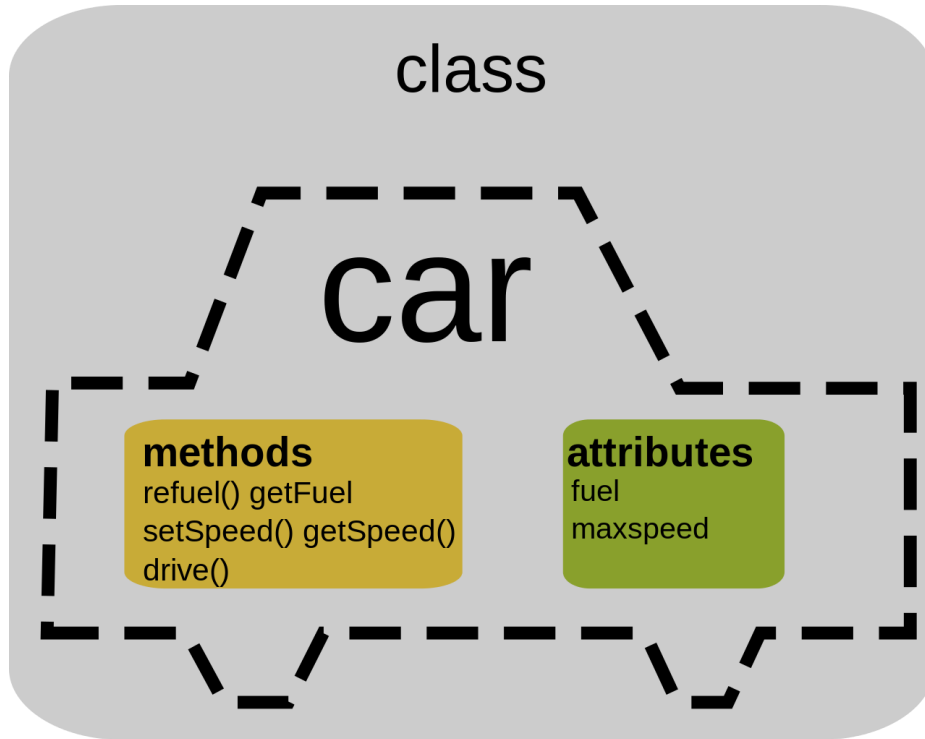 class
car
methods
refuel() getFuel
setSpeed() getSpeed()
drive()
attributes
fuel
maxspeed